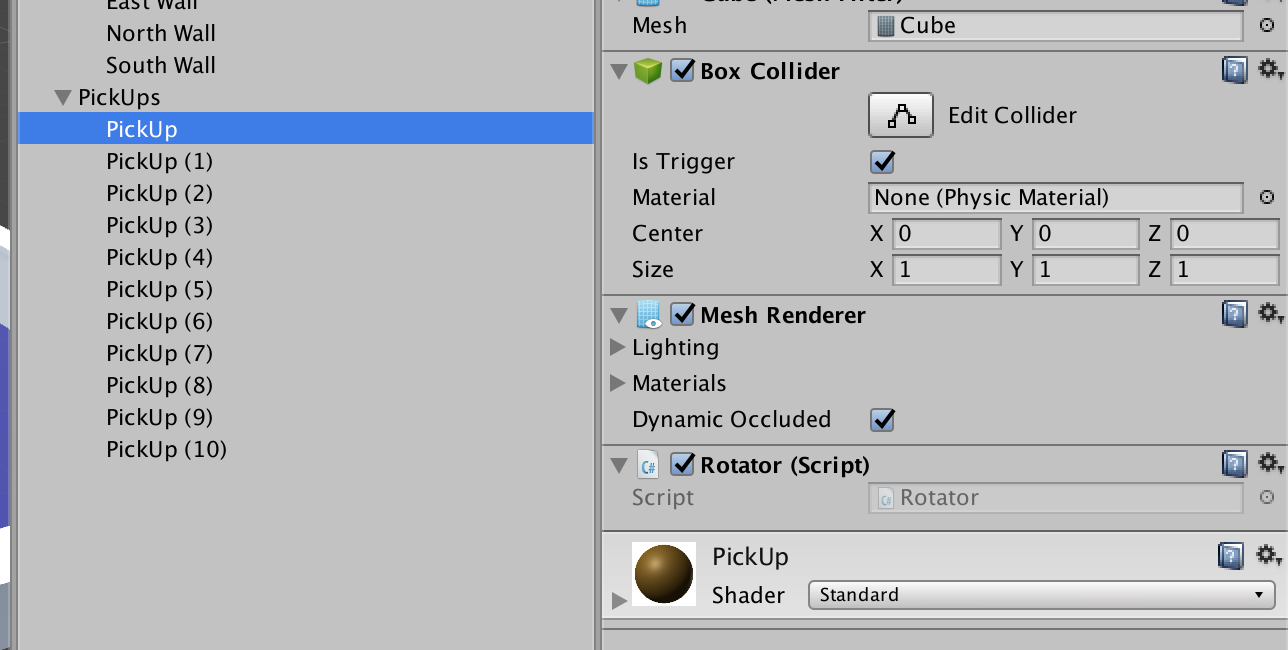 East Wall
North Wall
South Wall
PickUps
PickUp
PickUp (1)
PickUp (2)
PickUp (3)
PickUp (4)
PickUp (5)
PickUp (6)
PickUp (7)
PickUp (8)
PickUp (9)
PickUp (10)
Cube (Mesh Filter)
Mesh Cube
Box Collider
Edit Collider
Is Trigger
Material None (Physic Material)
Center X 0 Y 0 Z 0
Size X 1 Y 1 Z 1
Mesh Renderer
Lighting
Materials
Dynamic Occluded
C# Rotator (Script)
Script C# Rotator
PickUp
Shader Standard